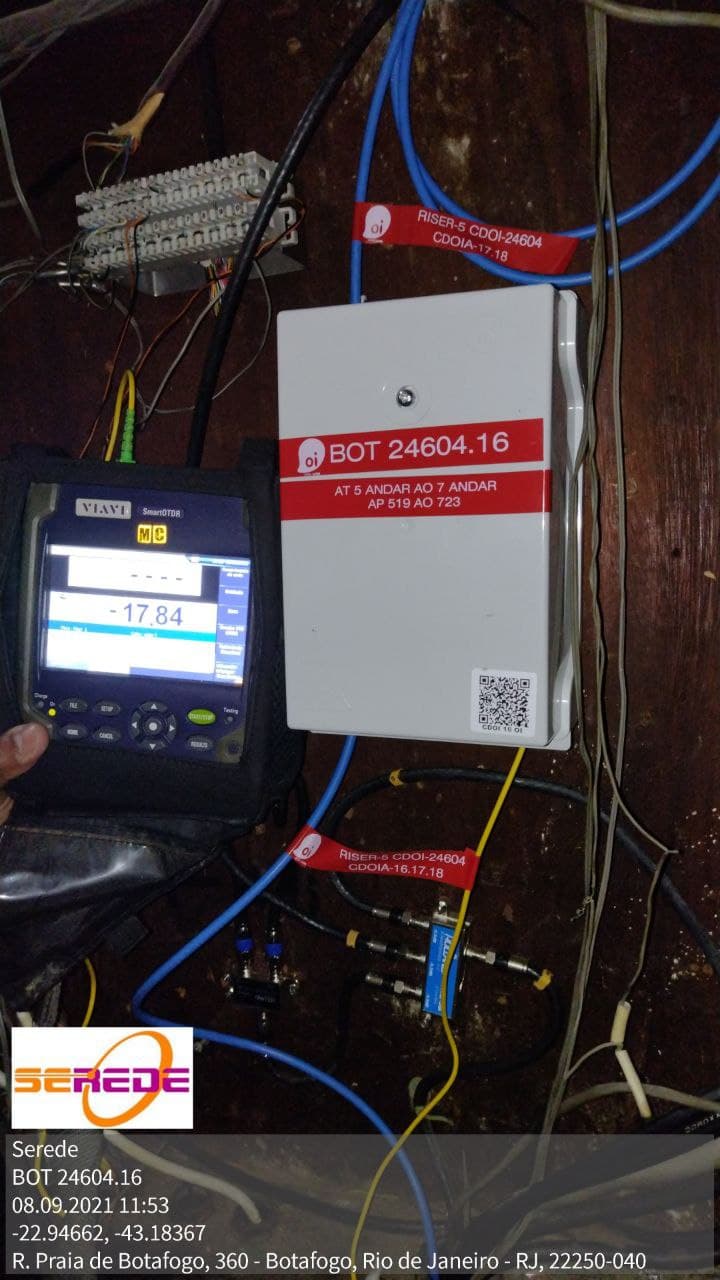 oi
RISER-5 CDOI-24604
CDOIA-17.18
oi
BOT 24604.16
AT 5 ANDAR AO 7 ANDAR
AP 519 AO 723
VIAVI
SmartOTDR
MC
- - - -
-17.84
Charge
On
Testing
FILE
SETUP
START/STOP
HOME
CANCEL
RESULTS
CDOI 16 OI
oi
RISER-5 CDOI-24604
CDOIA-16.17.18
SEREDE
Serede
BOT 24604.16
08.09.2021 11:53
-22.94662, -43.18367
R. Praia de Botafogo, 360 - Botafogo, Rio de Janeiro - RJ, 22250-040